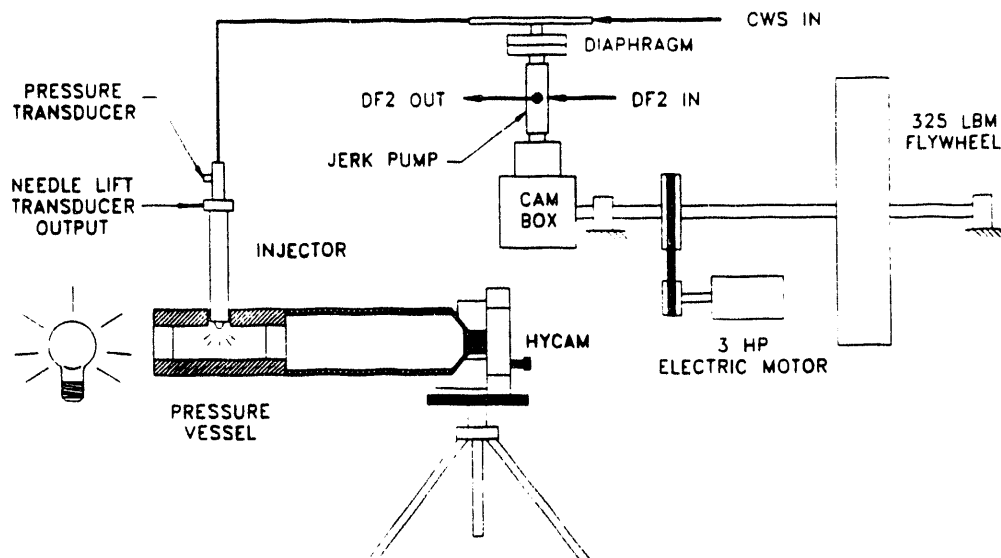 CWS IN
DIAPHRAGM
PRESSURE
TRANSDUCER
DF2 OUT
DF2 IN
325 LBM
FLYWHEEL
JERK PUMP
NEEDLE LIFT
TRANSDUCER
OUTPUT
CAM
BOX
INJECTOR
HYCAM
3 HP
ELECTRIC MOTOR
PRESSURE
VESSEL